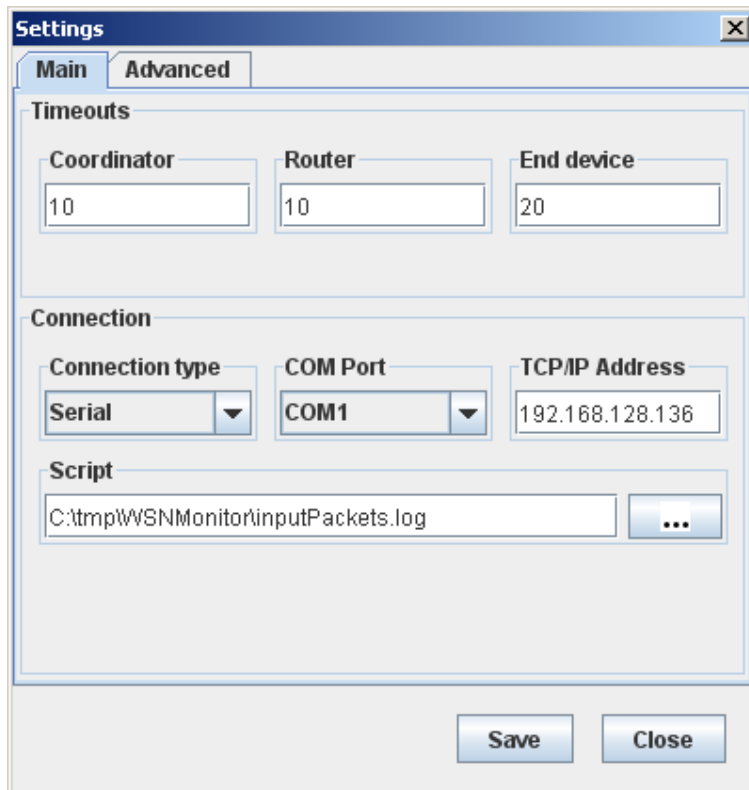 Settings
Main Advanced
Timeouts
Coordinator Router End device
10 10 20
Connection
Connection type COM Port TCP/IP Address
Serial COM1 192.168.128.136
Script
C:\tmp\WSNMonitor\inputPackets.log ...
Save Close